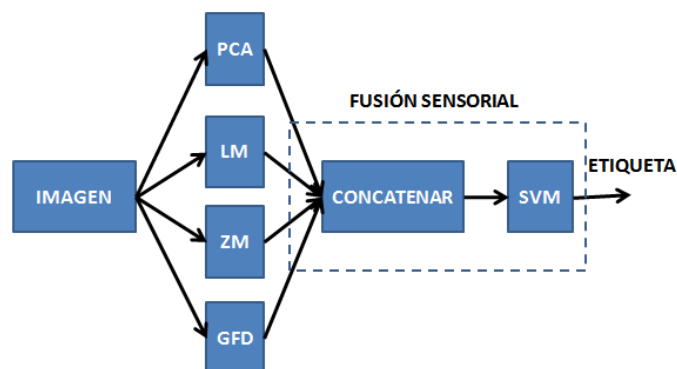 PCA
FUSIÓN SENSORIAL
LM
ETIQUETA
IMAGEN
CONCATENAR
SVM
ZM
GFD